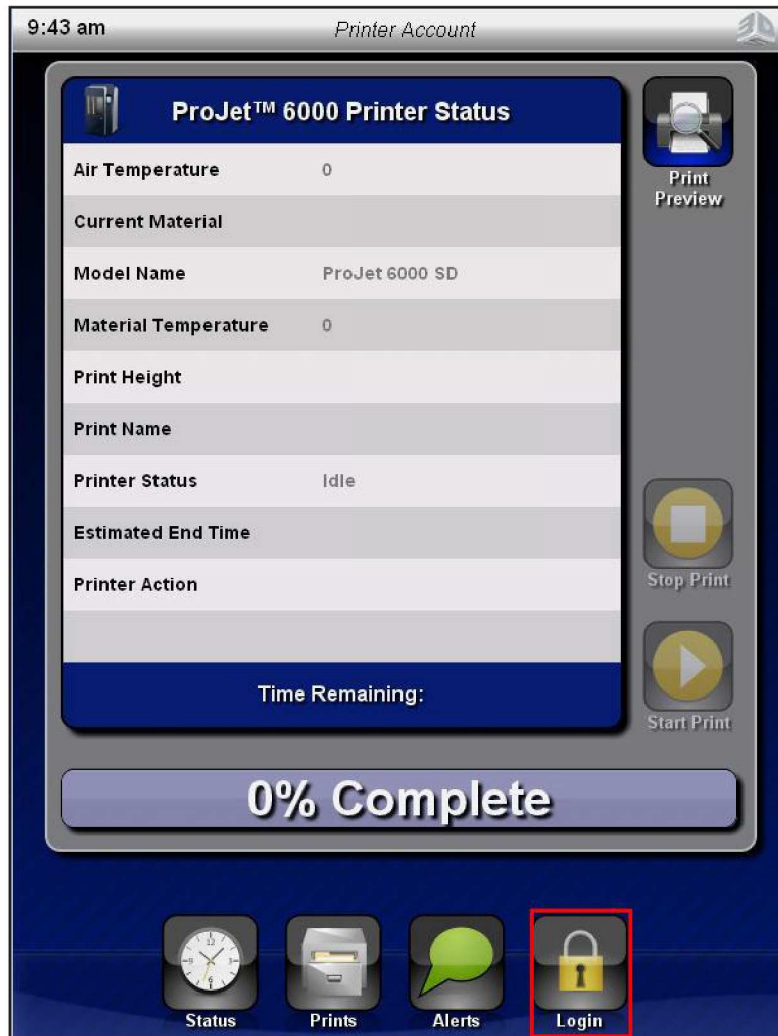 9:43 am Printer Account
ProJet™ 6000 Printer Status
Air Temperature 0
Current Material
Model Name ProJet 6000 SD
Material Temperature 0
Print Height
Print Name
Printer Status Idle
Estimated End Time
Printer Action
Time Remaining:
Print
Preview
Stop Print
Start Print
0% Complete
Status Prints Alerts Login